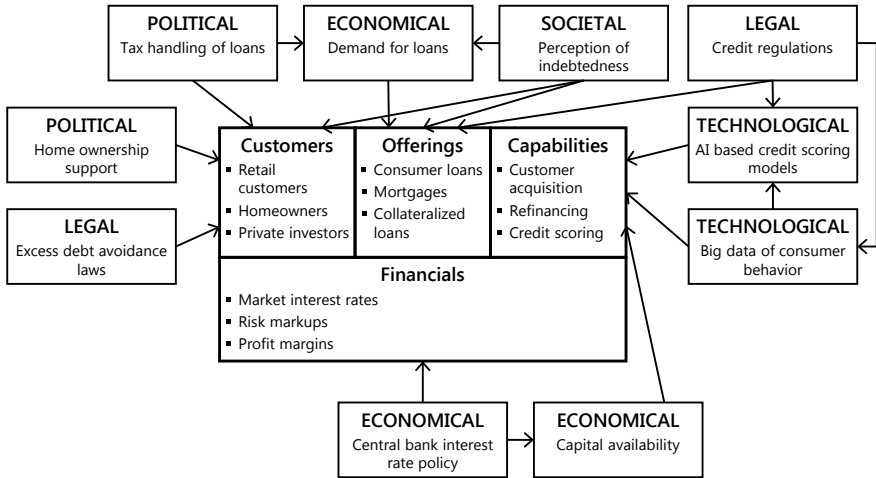 POLITICAL
Tax handling of loans
ECONOMICAL
Demand for loans
SOCIETAL
Perception of
indebtedness
LEGAL
Credit regulations
POLITICAL
Home ownership
support
LEGAL
Excess debt avoidance
laws
Customers
▪ Retail
customers
▪ Homeowners
▪ Private investors
Offerings
▪ Consumer loans
▪ Mortgages
▪ Collateralized
loans
Capabilities
▪ Customer
acquisition
▪ Refinancing
▪ Credit scoring
TECHNOLOGICAL
AI based credit scoring
models
TECHNOLOGICAL
Big data of consumer
behavior
Financials
▪ Market interest rates
▪ Risk markups
▪ Profit margins
ECONOMICAL
Central bank interest
rate policy
ECONOMICAL
Capital availability